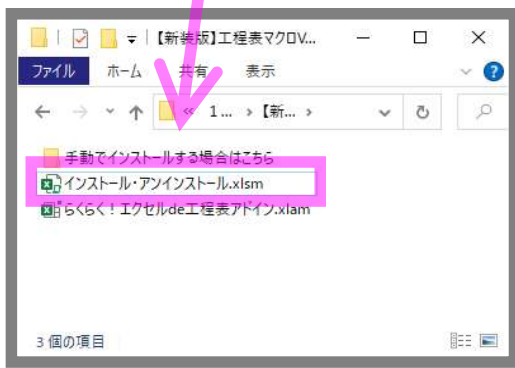 【新装版】工程表マクロV...
ファイル ホーム 共有 表示
« 1... › 【新... ›
手動でインストールする場合はこちら
インストール・アンインストール.xlsm
らくらく！エクセルde工程表アドイン.xlam
3 個の項目